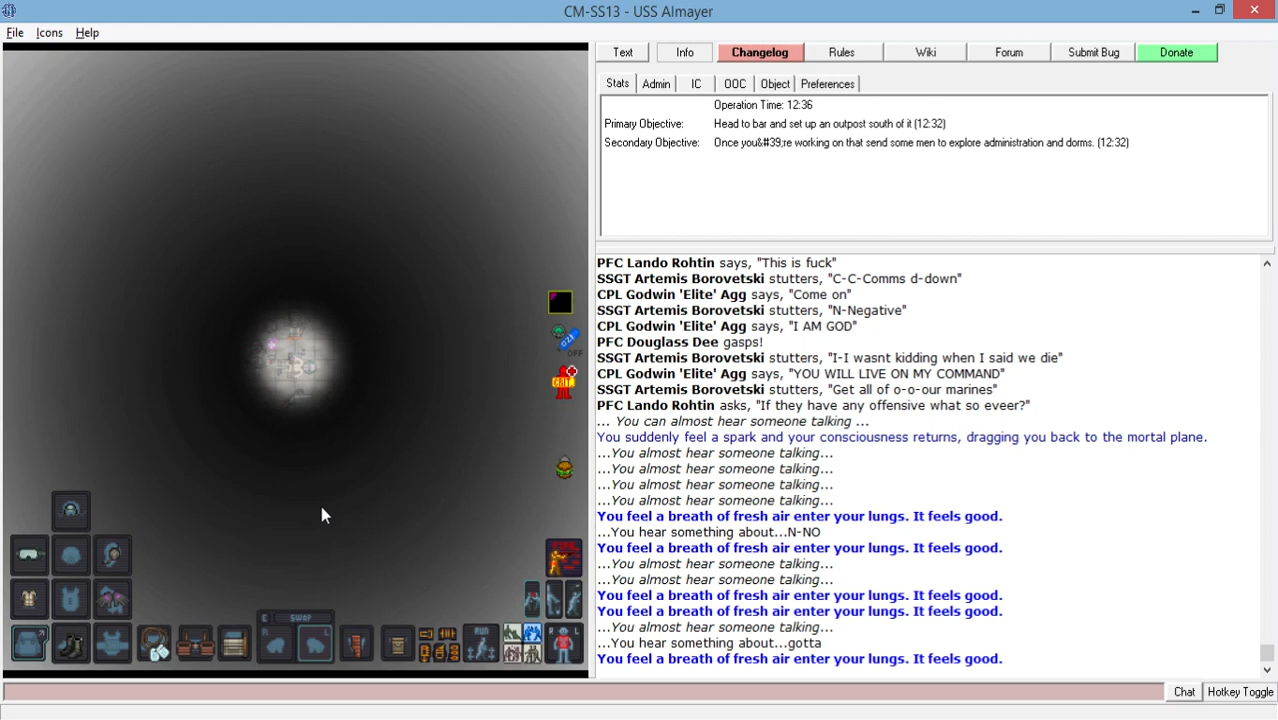 CM-SS13 - USS Almayer
File Icons Help
Text Info Changelog Rules Wiki Forum Submit Bug Donate
Stats Admin IC OOC Object Preferences
Operation Time: 12:36
Primary Objective: Head to bar and set up an outpost south of it (12:32)
Secondary Objective: Once you&#39;re working on that send some men to explore administration and dorms. (12:32)
PFC Lando Rohtin says, "This is fuck"
SSGT Artemis Borovetski stutters, "C-C-Comms d-down"
CPL Godwin 'Elite' Agg says, "Come on"
SSGT Artemis Borovetski stutters, "N-Negative"
CPL Godwin 'Elite' Agg says, "I AM GOD"
PFC Douglass Dee gasps!
SSGT Artemis Borovetski stutters, "I-I wasnt kidding when I said we die"
CPL Godwin 'Elite' Agg says, "YOU WILL LIVE ON MY COMMAND"
SSGT Artemis Borovetski stutters, "Get all of o-o-our marines"
PFC Lando Rohtin asks, "If they have any offensive what so eveer?"
... You can almost hear someone talking ...
You suddenly feel a spark and your consciousness returns, dragging you back to the mortal plane.
...You almost hear someone talking...
...You almost hear someone talking...
...You almost hear someone talking...
...You almost hear someone talking...
You feel a breath of fresh air enter your lungs. It feels good.
...You hear something about...N-NO
You feel a breath of fresh air enter your lungs. It feels good.
...You almost hear someone talking...
...You almost hear someone talking...
You feel a breath of fresh air enter your lungs. It feels good.
You feel a breath of fresh air enter your lungs. It feels good.
...You almost hear someone talking...
...You hear something about...gotta
You feel a breath of fresh air enter your lungs. It feels good.
OFF
CRIT
E SWAP
R L
RUN
R L
Chat Hotkey Toggle